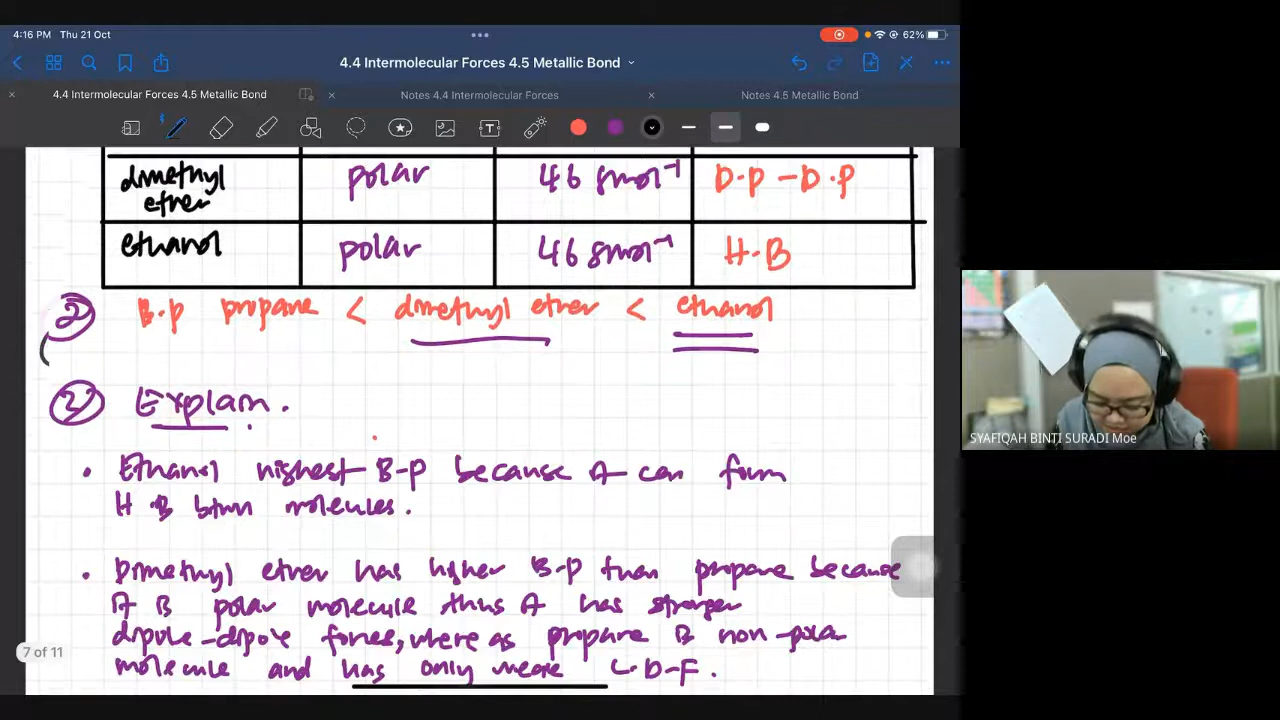 4:16 PM Thu 21 Oct
62%
4.4 Intermolecular Forces 4.5 Metallic Bond
4.4 Intermolecular Forces 4.5 Metallic Bond
Notes 4.4 Intermolecular Forces
Notes 4.5 Metallic Bond
dimethyl ether polar 46 gmol⁻¹ D.P - D.P
ethanol polar 46 gmol⁻¹ H.B
② B.p propane < dimethyl ether < ethanol
② Explain.
• Ethanol highest B.p because it can form
H B btwn molecules.
• Dimethyl ether has higher B.p than propane because
it is polar molecule thus it has stronger
dipole-dipole forces, where as propane is non-polar
molecule and has only L.D.F.
7 of 11
SYAFIQAH BINTI SURADI Moe